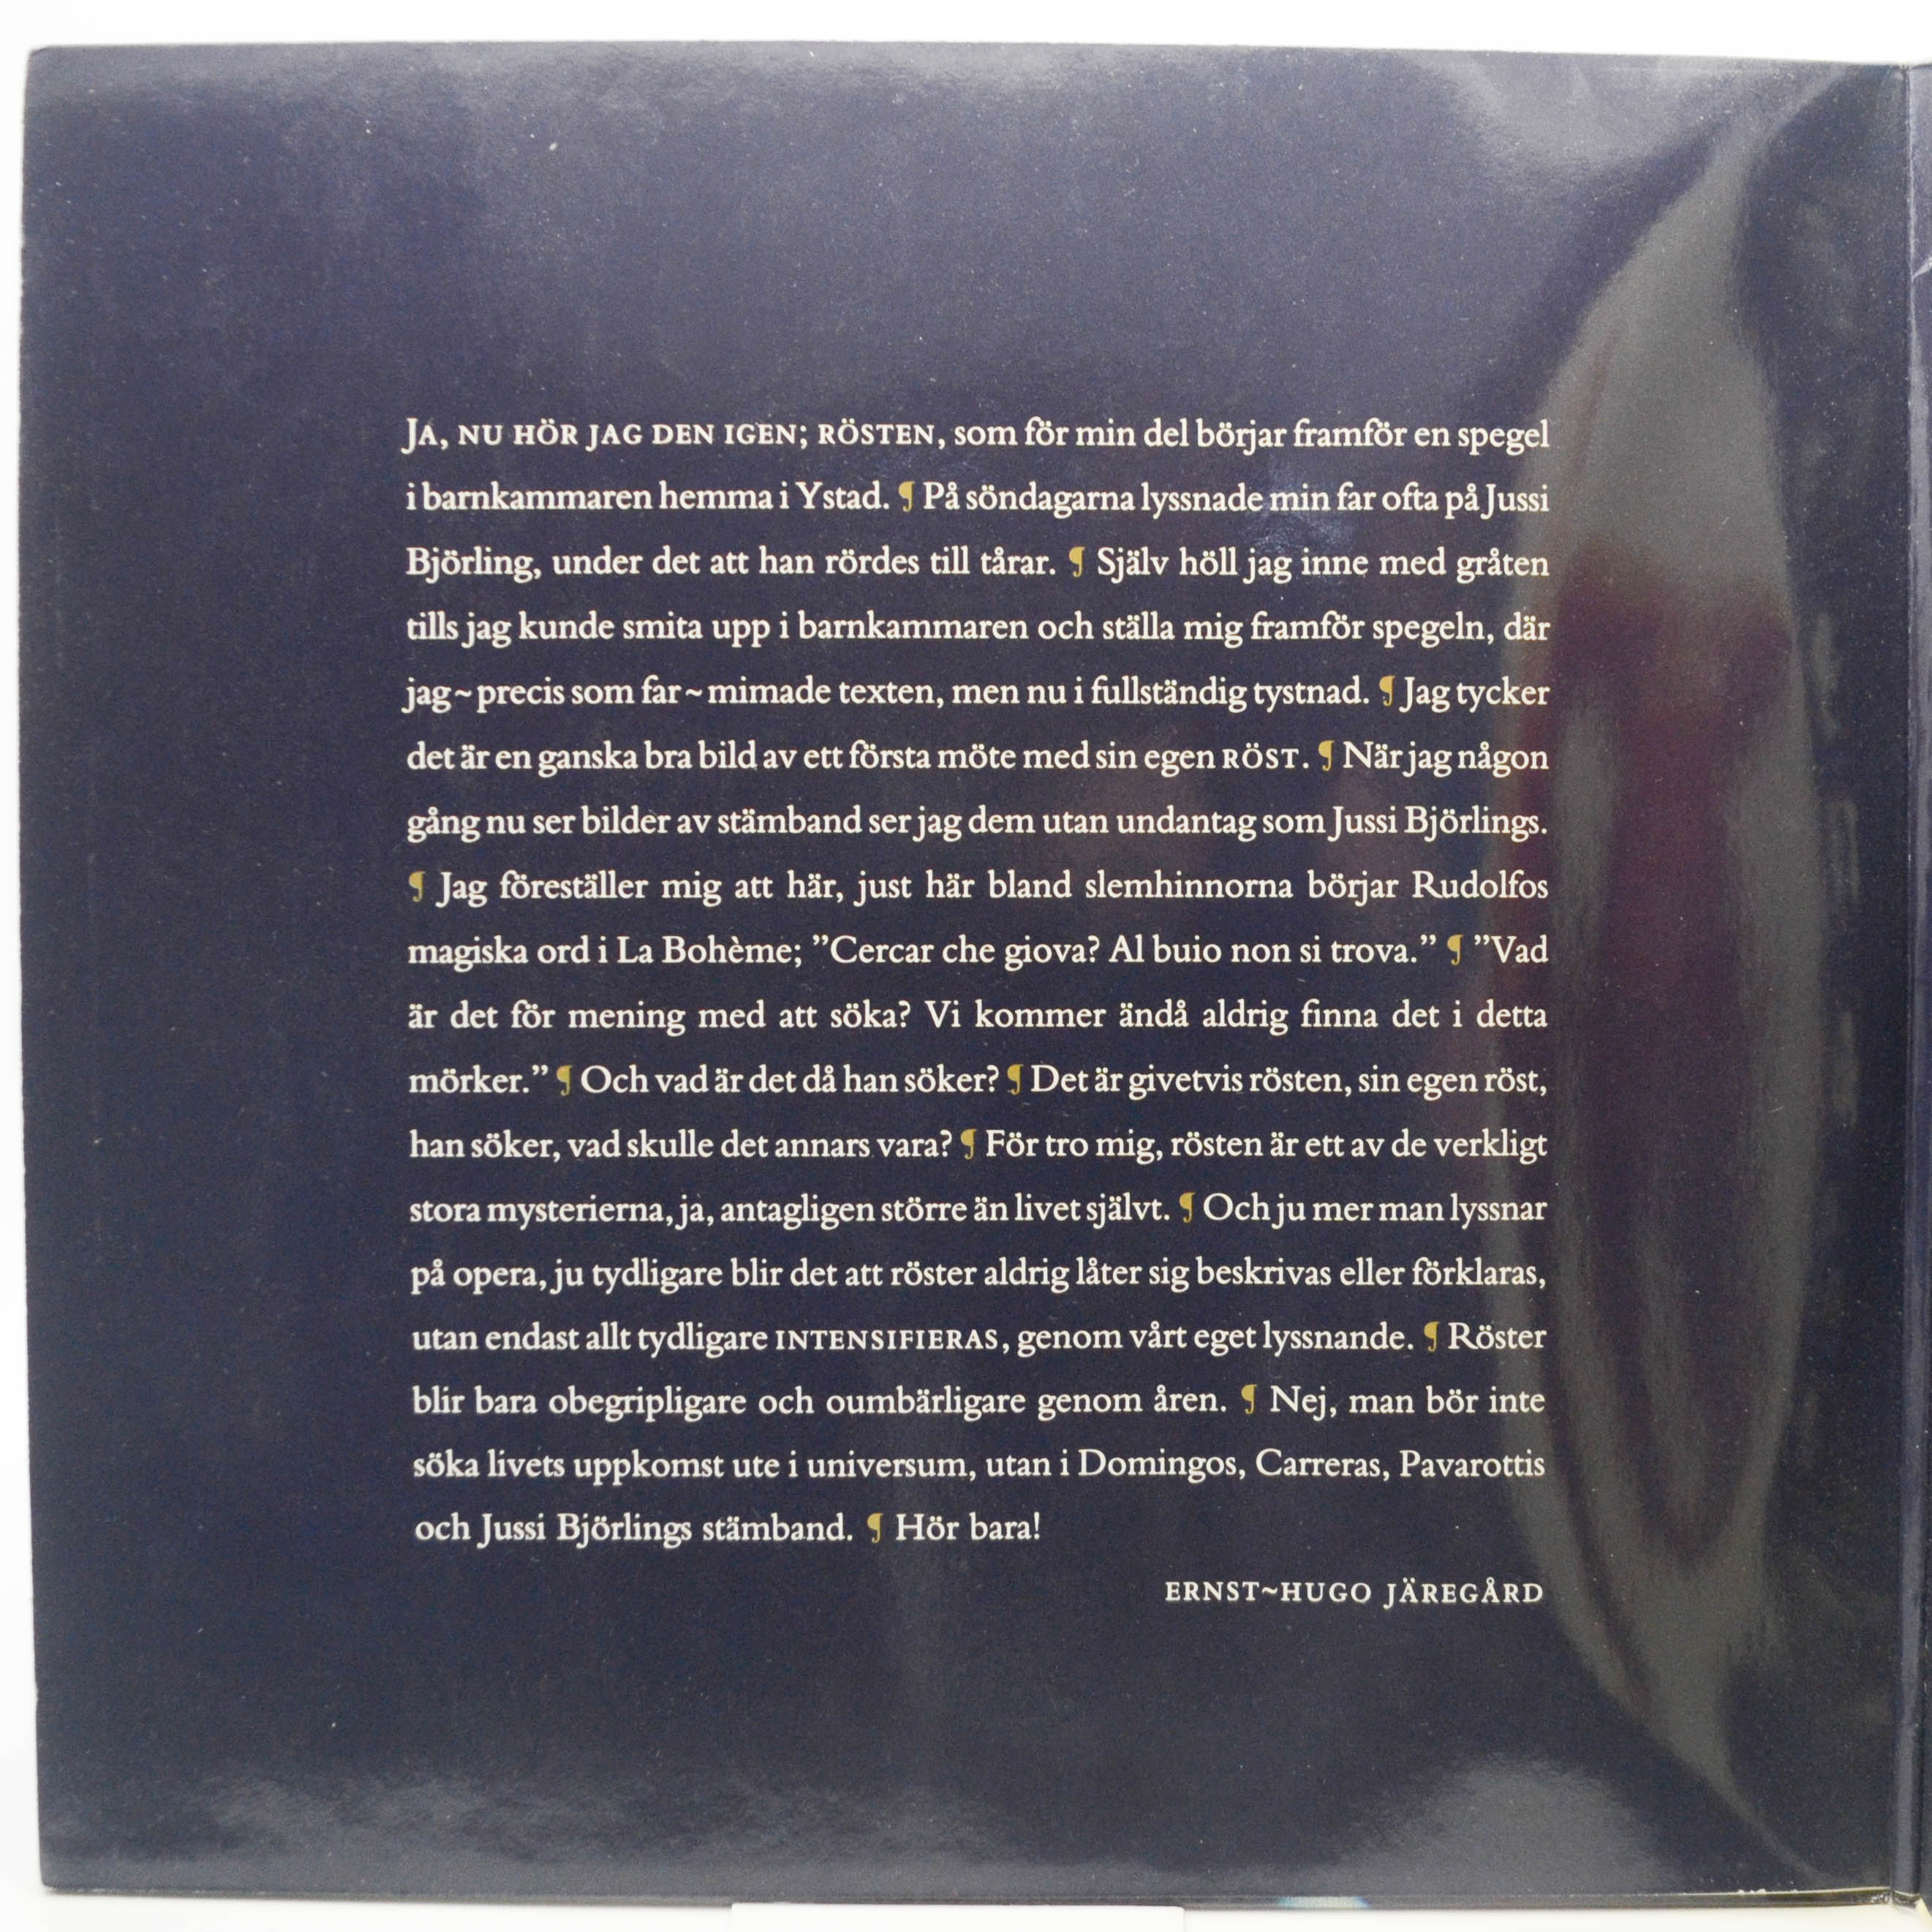 JA, NU HÖR JAG DEN IGEN; RÖSTEN, som för min del börjar framför en spegel
i barnkammaren hemma i Ystad. ¶ På söndagarna lyssnade min far ofta på Jussi
Björling, under det att han rördes till tårar. ¶ Själv höll jag inne med gråten
tills jag kunde smita upp i barnkammaren och ställa mig framför spegeln, där
jag~precis som far~mimade texten, men nu i fullständig tystnad. ¶ Jag tycker
det är en ganska bra bild av ett första möte med sin egen RÖST. ¶ När jag någon
gång nu ser bilder av stämband ser jag dem utan undantag som Jussi Björlings.
¶ Jag föreställer mig att här, just här bland slemhinnorna börjar Rudolfos
magiska ord i La Bohème; ”Cercar che giova? Al buio non si trova.” ¶ ”Vad
är det för mening med att söka? Vi kommer ändå aldrig finna det i detta
mörker.” ¶ Och vad är det då han söker? ¶ Det är givetvis rösten, sin egen röst,
han söker, vad skulle det annars vara? ¶ För tro mig, rösten är ett av de verkligt
stora mysterierna, ja, antagligen större än livet självt. ¶ Och ju mer man lyssnar
på opera, ju tydligare blir det att röster aldrig låter sig beskrivas eller förklaras,
utan endast allt tydligare INTENSIFIERAS, genom vårt eget lyssnande. ¶ Röster
blir bara obegripligare och oumbärligare genom åren. ¶ Nej, man bör inte
söka livets uppkomst ute i universum, utan i Domingos, Carreras, Pavarottis
och Jussi Björlings stämband. ¶ Hör bara!
ERNST~HUGO JÄREGÅRD